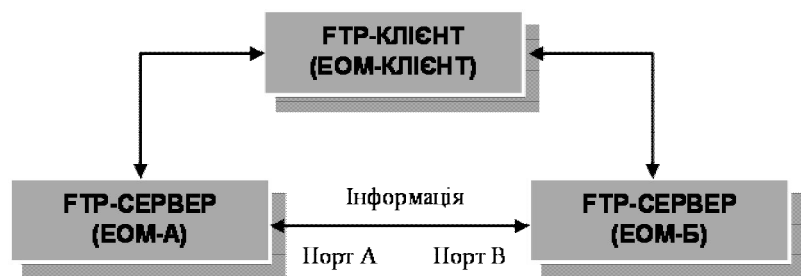 FTP-КЛІЄНТ
(ЕОМ-КЛІЄНТ)
FTP-СЕРВЕР
(ЕОМ-А)
Інформація
FTP-СЕРВЕР
(ЕОМ-Б)
Порт А
Порт В